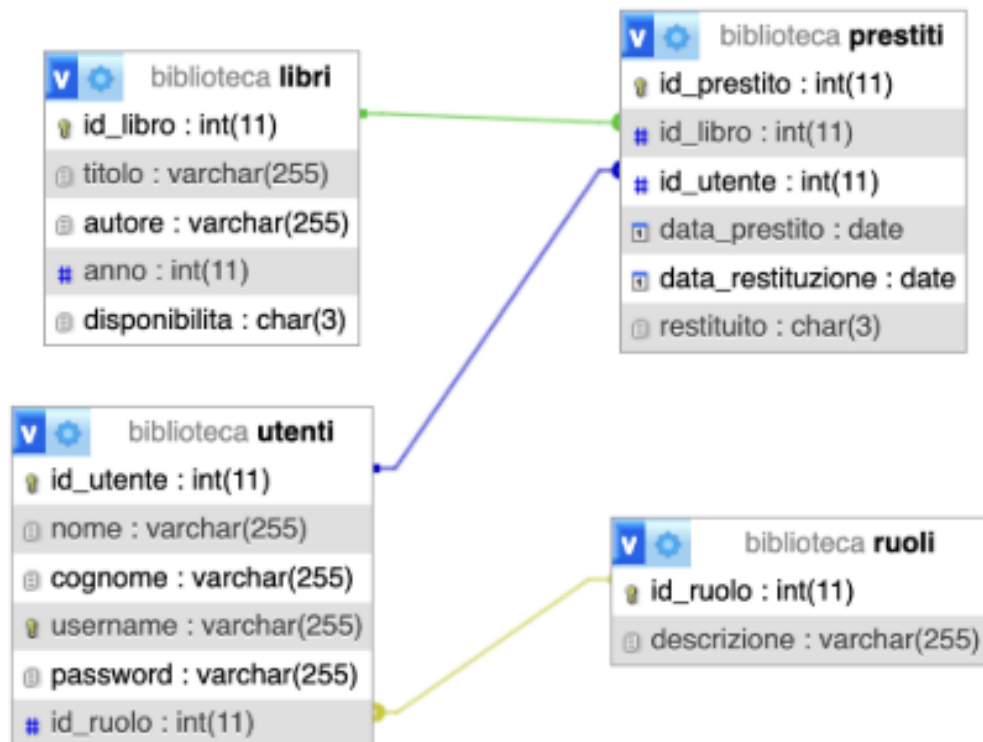 v biblioteca libri
id_libro : int(11)
titolo : varchar(255)
autore : varchar(255)
# anno : int(11)
disponibilita : char(3)
v biblioteca prestiti
id_prestito : int(11)
# id_libro : int(11)
# id_utente : int(11)
data_prestito : date
data_restituzione : date
restituito : char(3)
v biblioteca utenti
id_utente : int(11)
nome : varchar(255)
cognome : varchar(255)
username : varchar(255)
password : varchar(255)
# id_ruolo : int(11)
v biblioteca ruoli
id_ruolo : int(11)
descrizione : varchar(255)